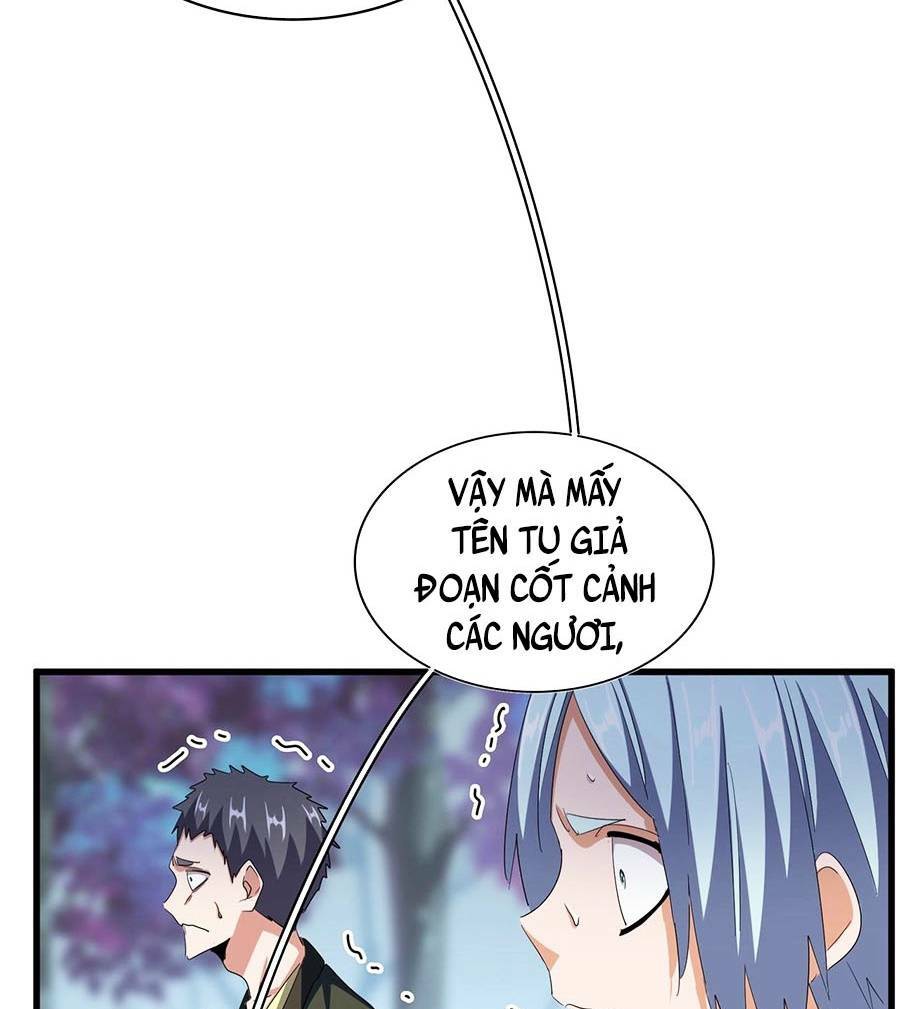 VẬY MÀ MẤY
TÊN TU GIẢ
ĐOẠN CỐT CẢNH
CÁC NGƯƠI,